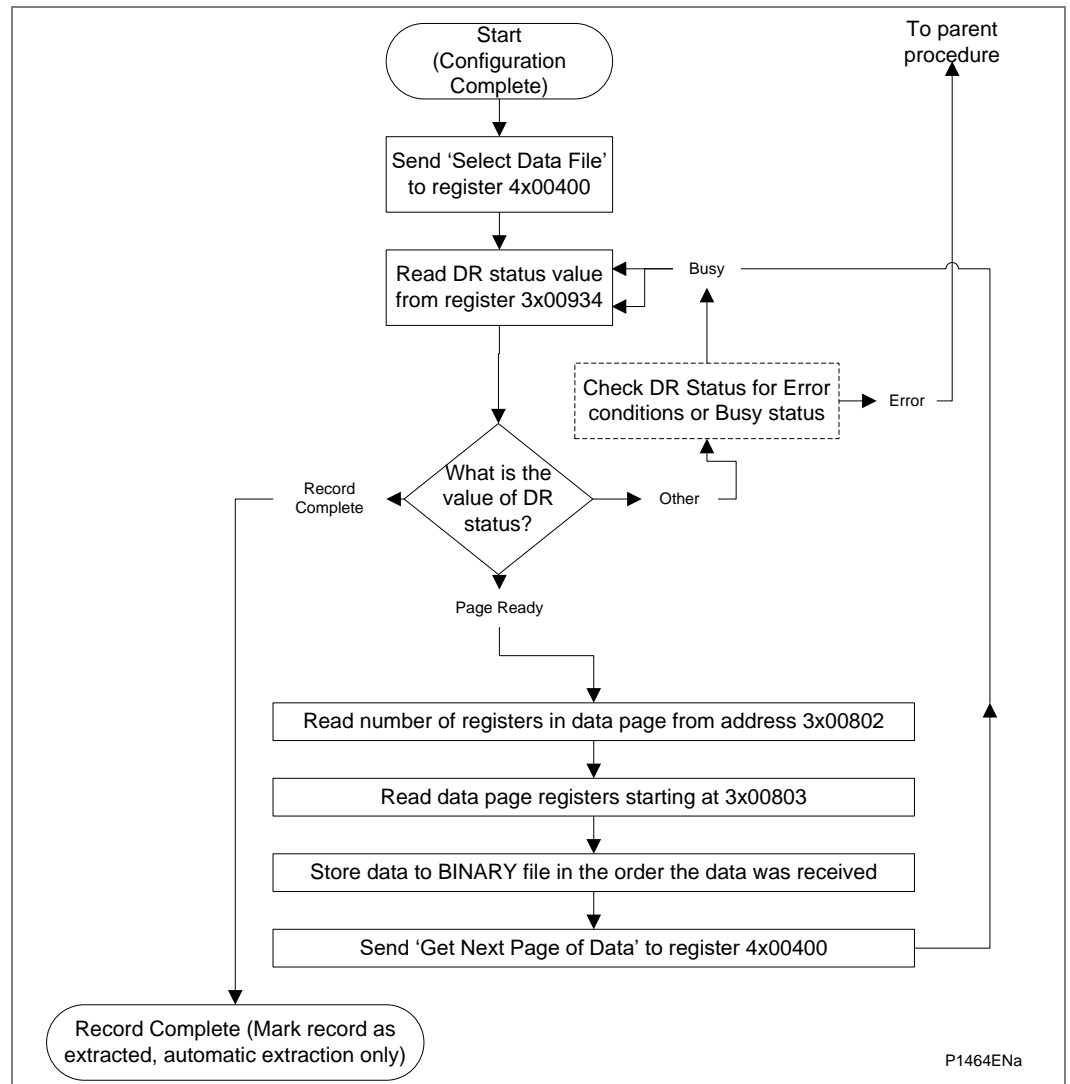 Start
(Configuration
Complete)
To parent
procedure
Send ‘Select Data File’
to register 4x00400
Read DR status value
from register 3x00934
Busy
Check DR Status for Error
conditions or Busy status
Error
What is the
value of DR
status?
Record
Complete
Other
Page Ready
Read number of registers in data page from address 3x00802
Read data page registers starting at 3x00803
Store data to BINARY file in the order the data was received
Send ‘Get Next Page of Data’ to register 4x00400
Record Complete (Mark record as
extracted, automatic extraction only)
P1464ENa